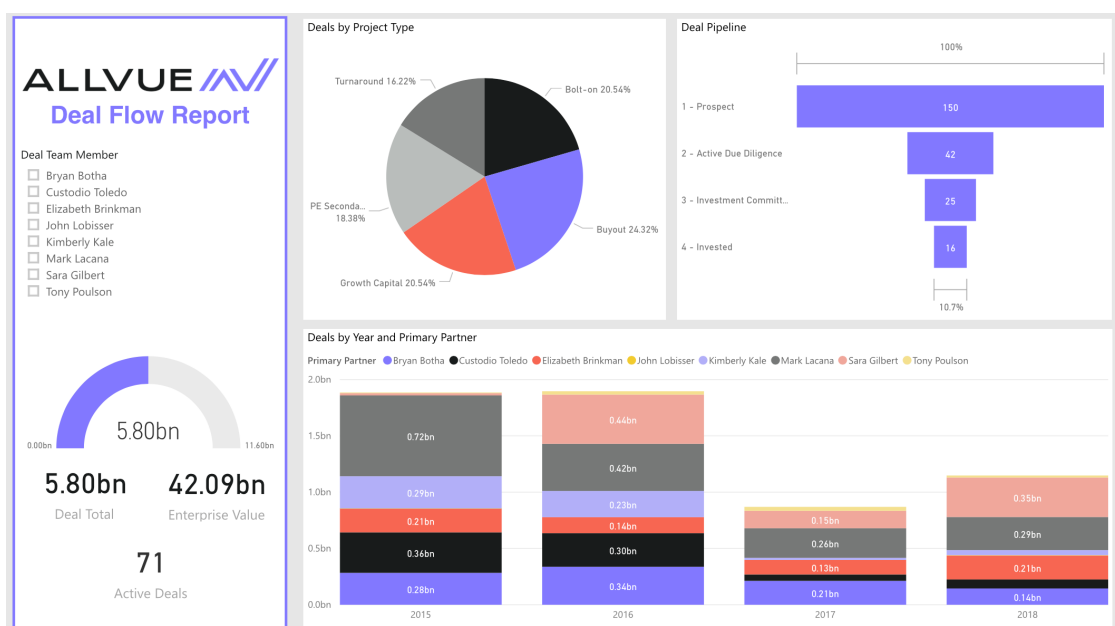 ALLVUE
Deal Flow Report
Deal Team Member
Bryan Botha
Custodio Toledo
Elizabeth Brinkman
John Lobisser
Kimberly Kale
Mark Lacana
Sara Gilbert
Tony Poulson
5.80bn
0.00bn
11.60bn
5.80bn
42.09bn
Deal Total
Enterprise Value
71
Active Deals
Deals by Project Type
Turnaround 16.22%
Bolt-on 20.54%
PE Seconda...
18.38%
Buyout 24.32%
Growth Capital 20.54%
Deal Pipeline
100%
1 - Prospect
150
2 - Active Due Diligence
42
3 - Investment Committ...
25
4 - Invested
16
10.7%
Deals by Year and Primary Partner
Primary Partner Bryan Botha Custodio Toledo Elizabeth Brinkman John Lobisser Kimberly Kale Mark Lacana Sara Gilbert Tony Poulson
2.0bn
1.5bn
1.0bn
0.5bn
0.0bn
0.72bn
0.29bn
0.21bn
0.36bn
0.28bn
2015
0.44bn
0.42bn
0.23bn
0.14bn
0.30bn
0.34bn
2016
0.15bn
0.26bn
0.13bn
0.21bn
2017
0.35bn
0.29bn
0.21bn
0.14bn
2018